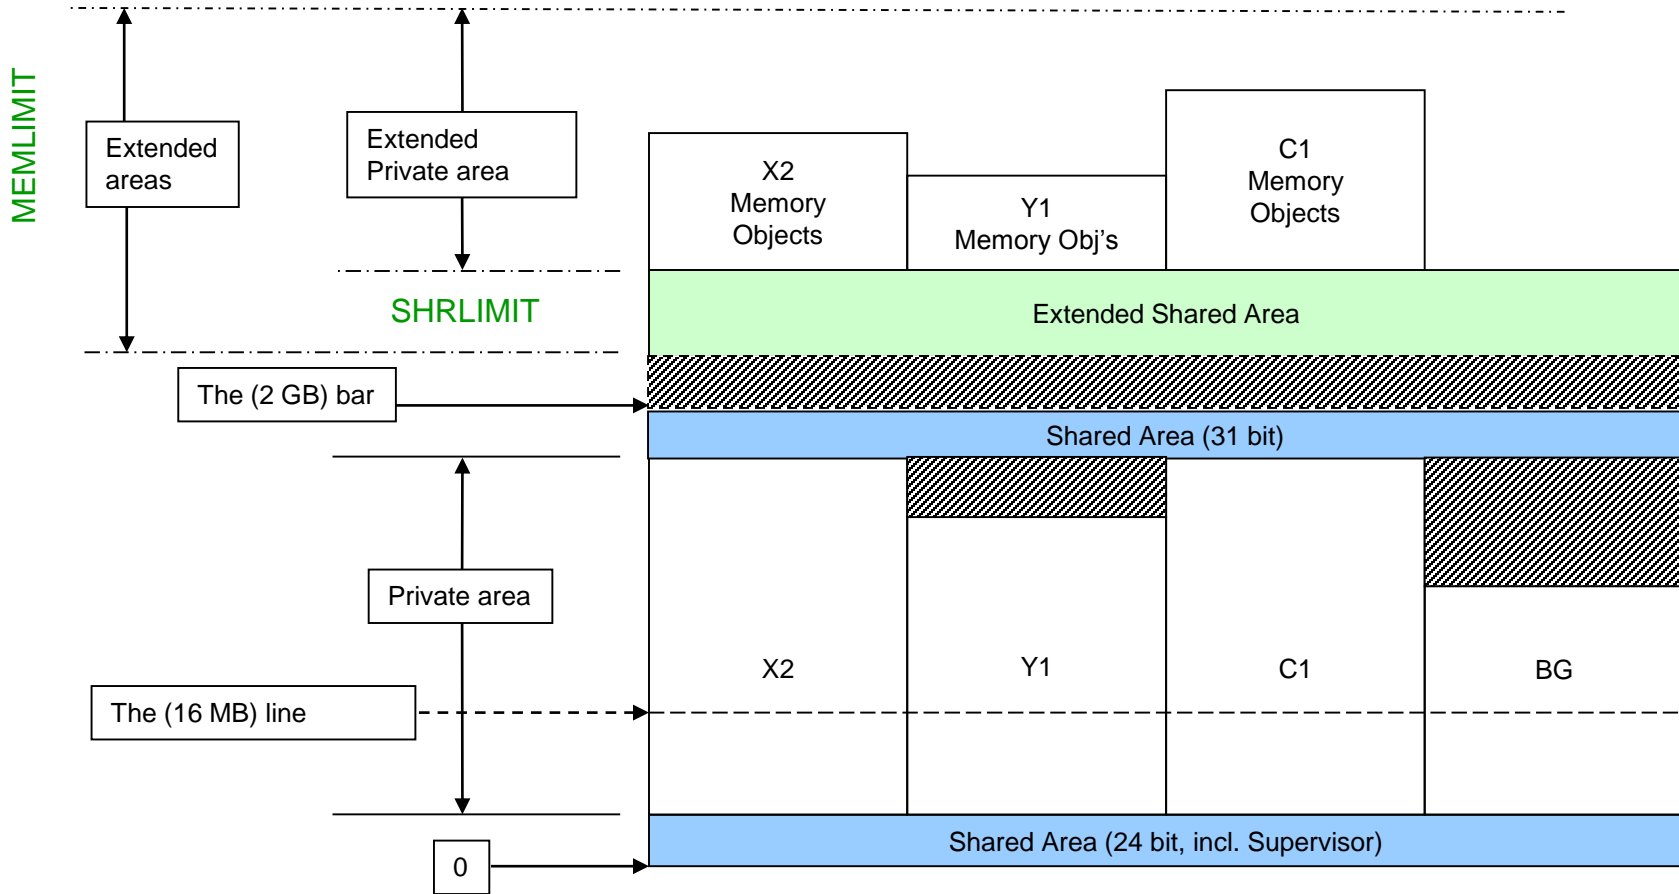 MEMLIMIT
Extended
areas
Extended
Private area
X2
Memory
Objects
Y1
Memory Obj’s
C1
Memory
Objects
SHRLIMIT
Extended Shared Area
The (2 GB) bar
Shared Area (31 bit)
Private area
X2
Y1
C1
BG
The (16 MB) line
Shared Area (24 bit, incl. Supervisor)
0